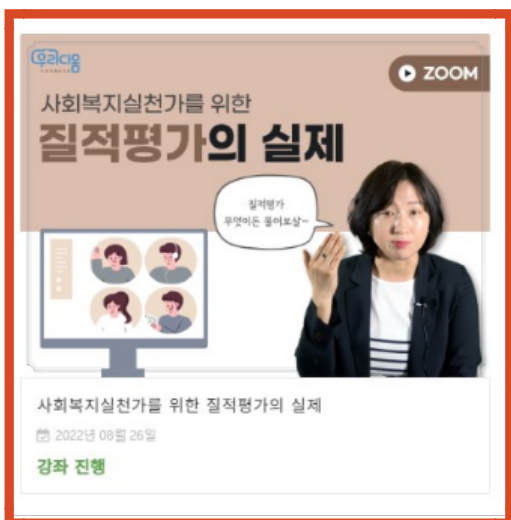 우리다움
ZOOM
사회복지실천가를 위한
질적평가의 실제
질적평가
무엇이든 물어보살~
사회복지실천가를 위한 질적평가의 실제
2022년 08월 26일
강좌 진행